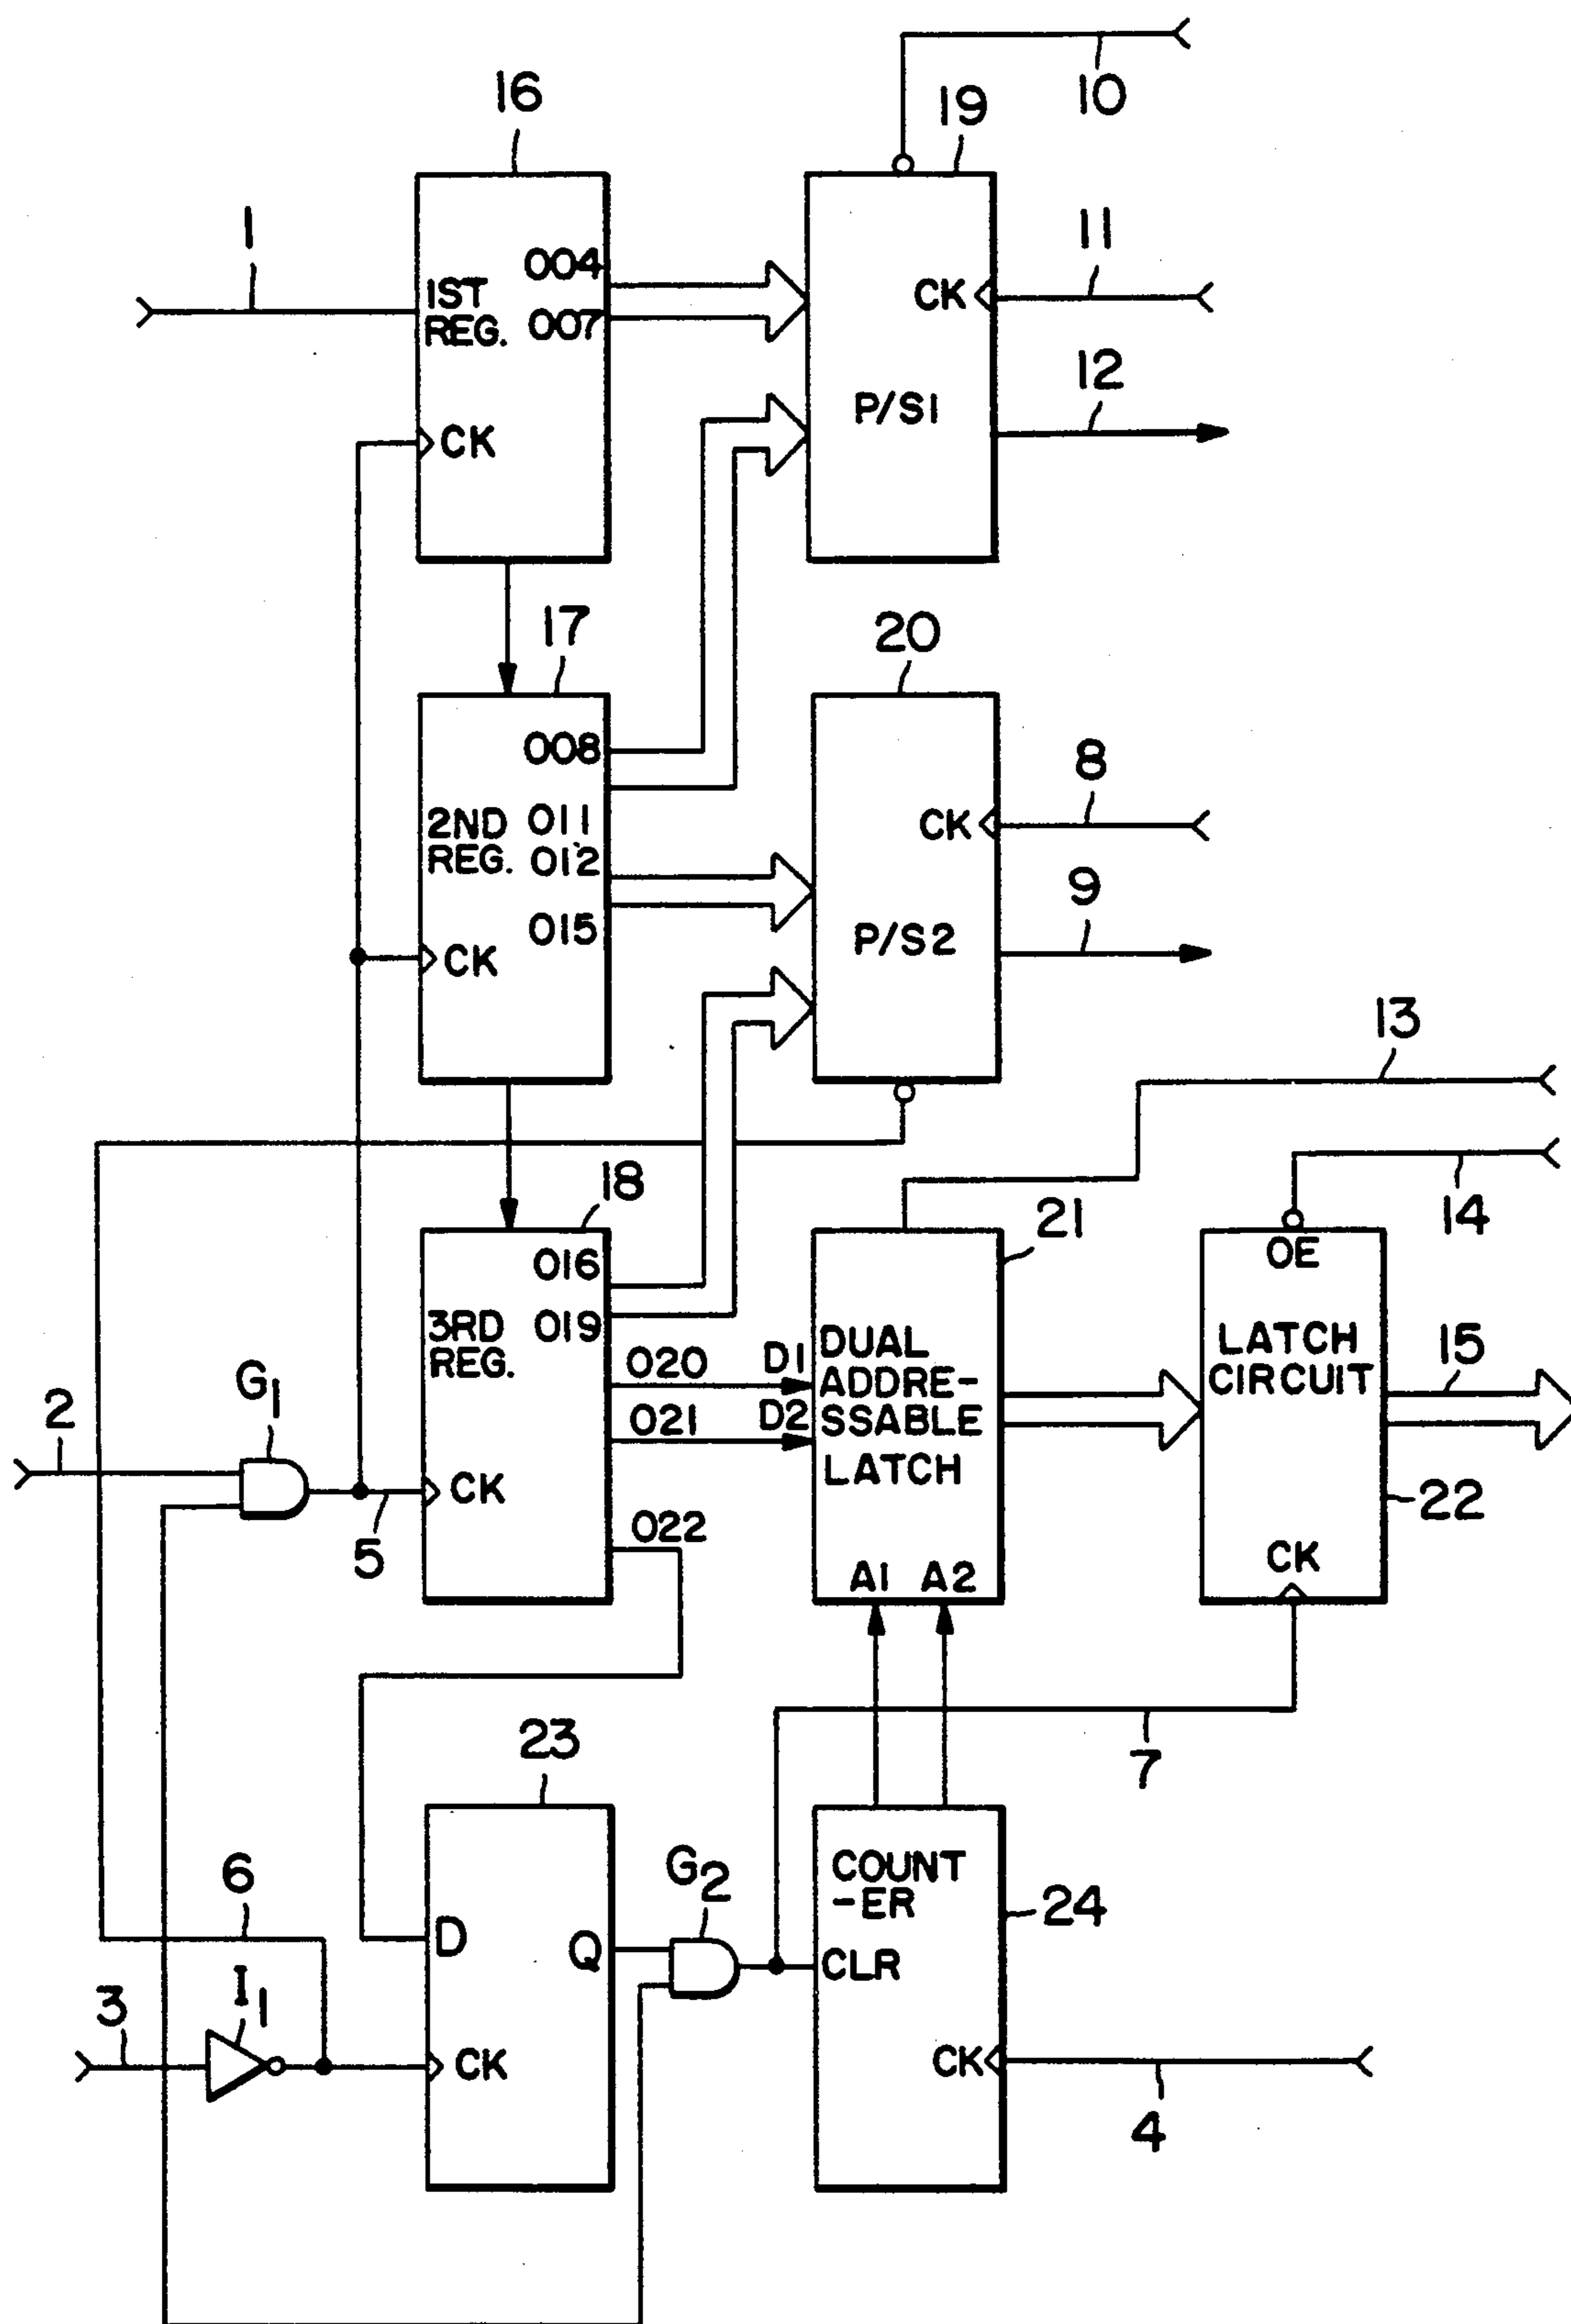 10
16
19
1
1ST
REG.
004
007
CK
CK
11
P/S1
12
17
20
008
2ND
REG.
011
012
015
CK
CK
8
P/S2
9
13
18
21
14
016
3RD
REG.
019
020
021
022
CK
D1
D2
DUAL
ADDRE-
SSABLE
LATCH
A1 A2
OE
LATCH
CIRCUIT
CK
15
22
2
G1
5
7
23
6
I1
3
D
Q
CK
G2
COUNT
-ER
CLR
CK
24
4